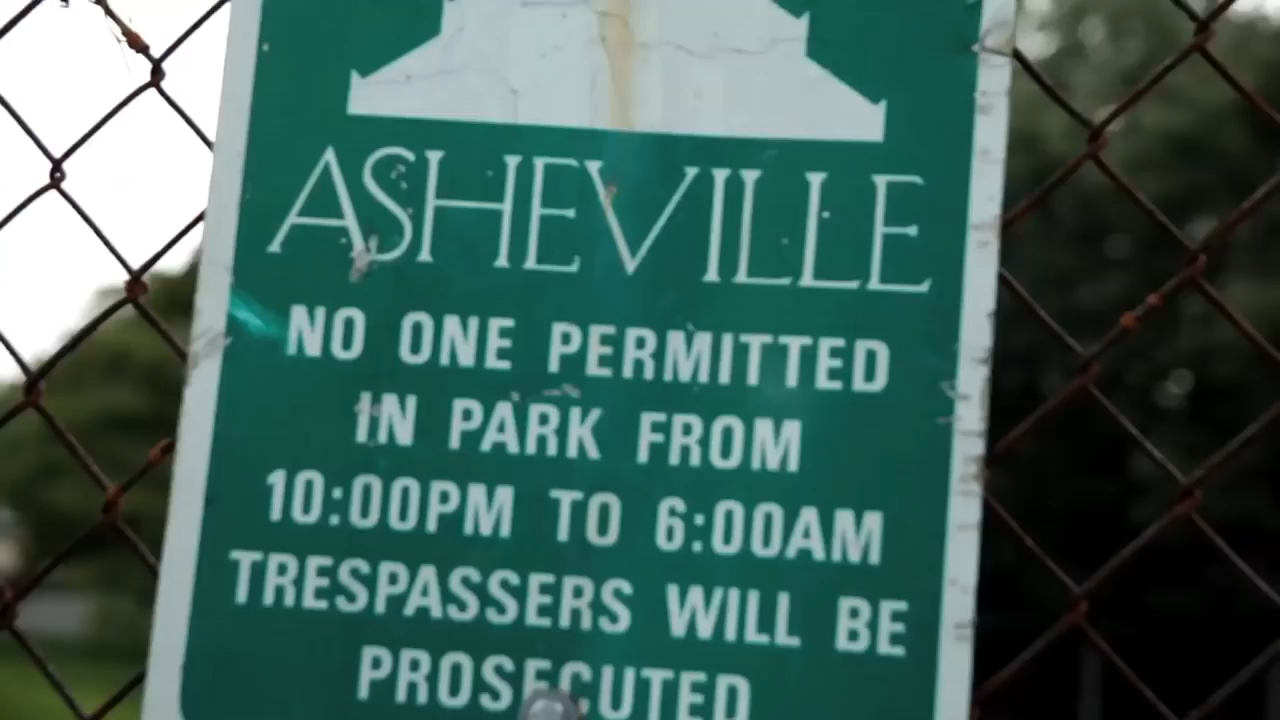 ASHEVILLE
NO ONE PERMITTED
IN PARK FROM
10:00PM TO 6:00AM
TRESPASSERS WILL BE
PROSECUTED